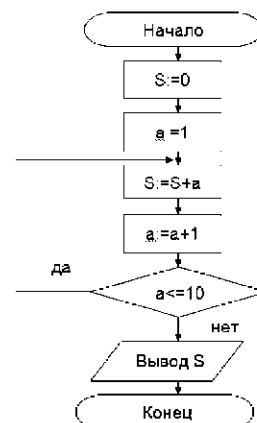 Начало
S:=0
a =1
S:=S+a
a:=a+1
да
a<=10
нет
Вывод S
Конец